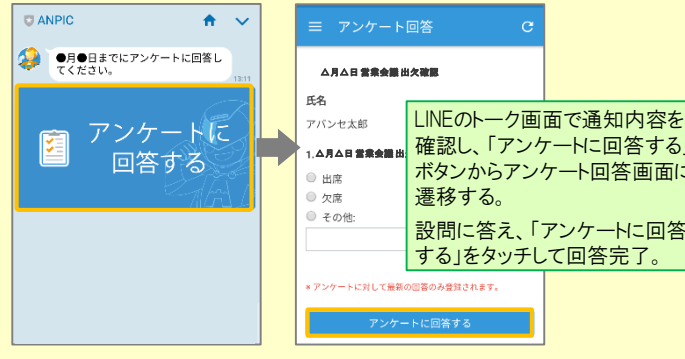 ANPIC
●月●日までにアンケートに回答し
てください。
13:11
アンケートに
回答する
アンケート回答
△月△日 営業会議 出欠確認
氏名
アバンセ太郎
1.△月△日 営業会議 出
出席
欠席
その他:
* アンケートに対して最新の回答のみ登録されます。
アンケートに回答する
LINEのトーク画面で通知内容を
確認し、「アンケートに回答する」
ボタンからアンケート回答画面に
遷移する。
設問に答え、「アンケートに回答
する」をタッチして回答完了。